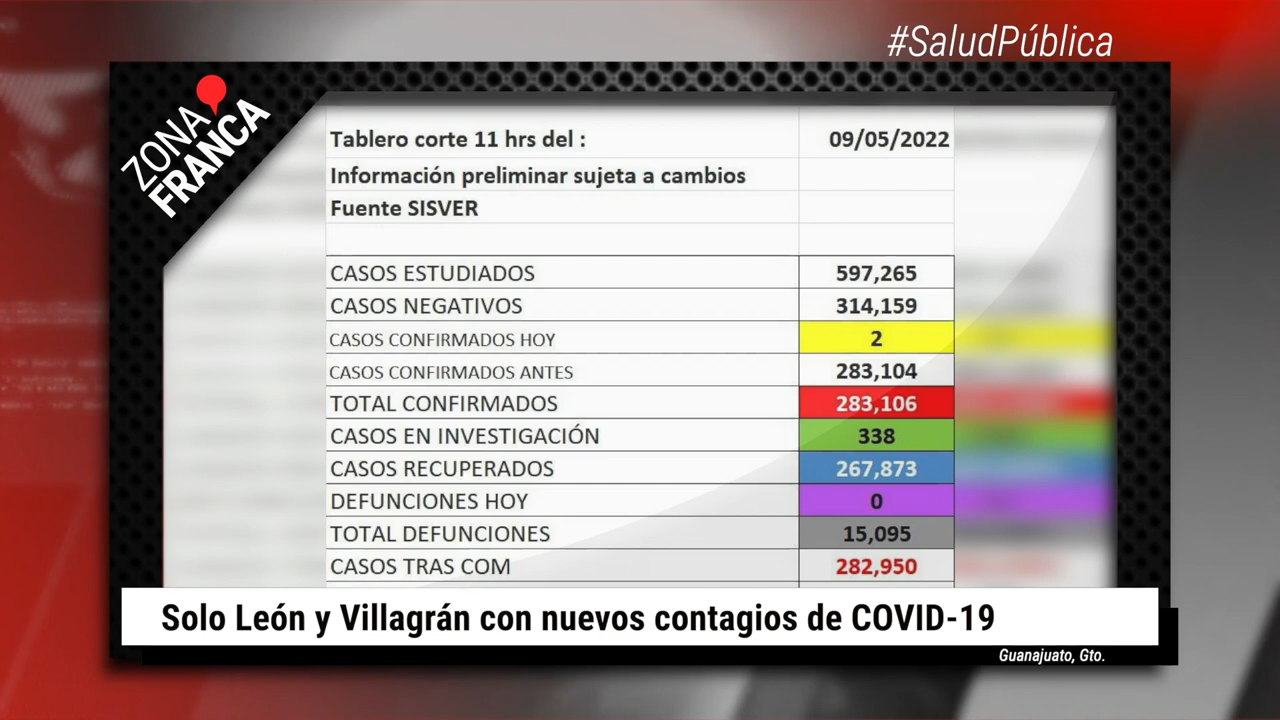 #SaludPública
ZONA
FRANCA
Tablero corte 11 hrs del : 09/05/2022
Información preliminar sujeta a cambios
Fuente SISVER
CASOS ESTUDIADOS 597,265
CASOS NEGATIVOS 314,159
CASOS CONFIRMADOS HOY 2
CASOS CONFIRMADOS ANTES 283,104
TOTAL CONFIRMADOS 283,106
CASOS EN INVESTIGACIÓN 338
CASOS RECUPERADOS 267,873
DEFUNCIONES HOY 0
TOTAL DEFUNCIONES 15,095
CASOS TRAS COM 282,950
Solo León y Villagrán con nuevos contagios de COVID-19
Guanajuato, Gto.